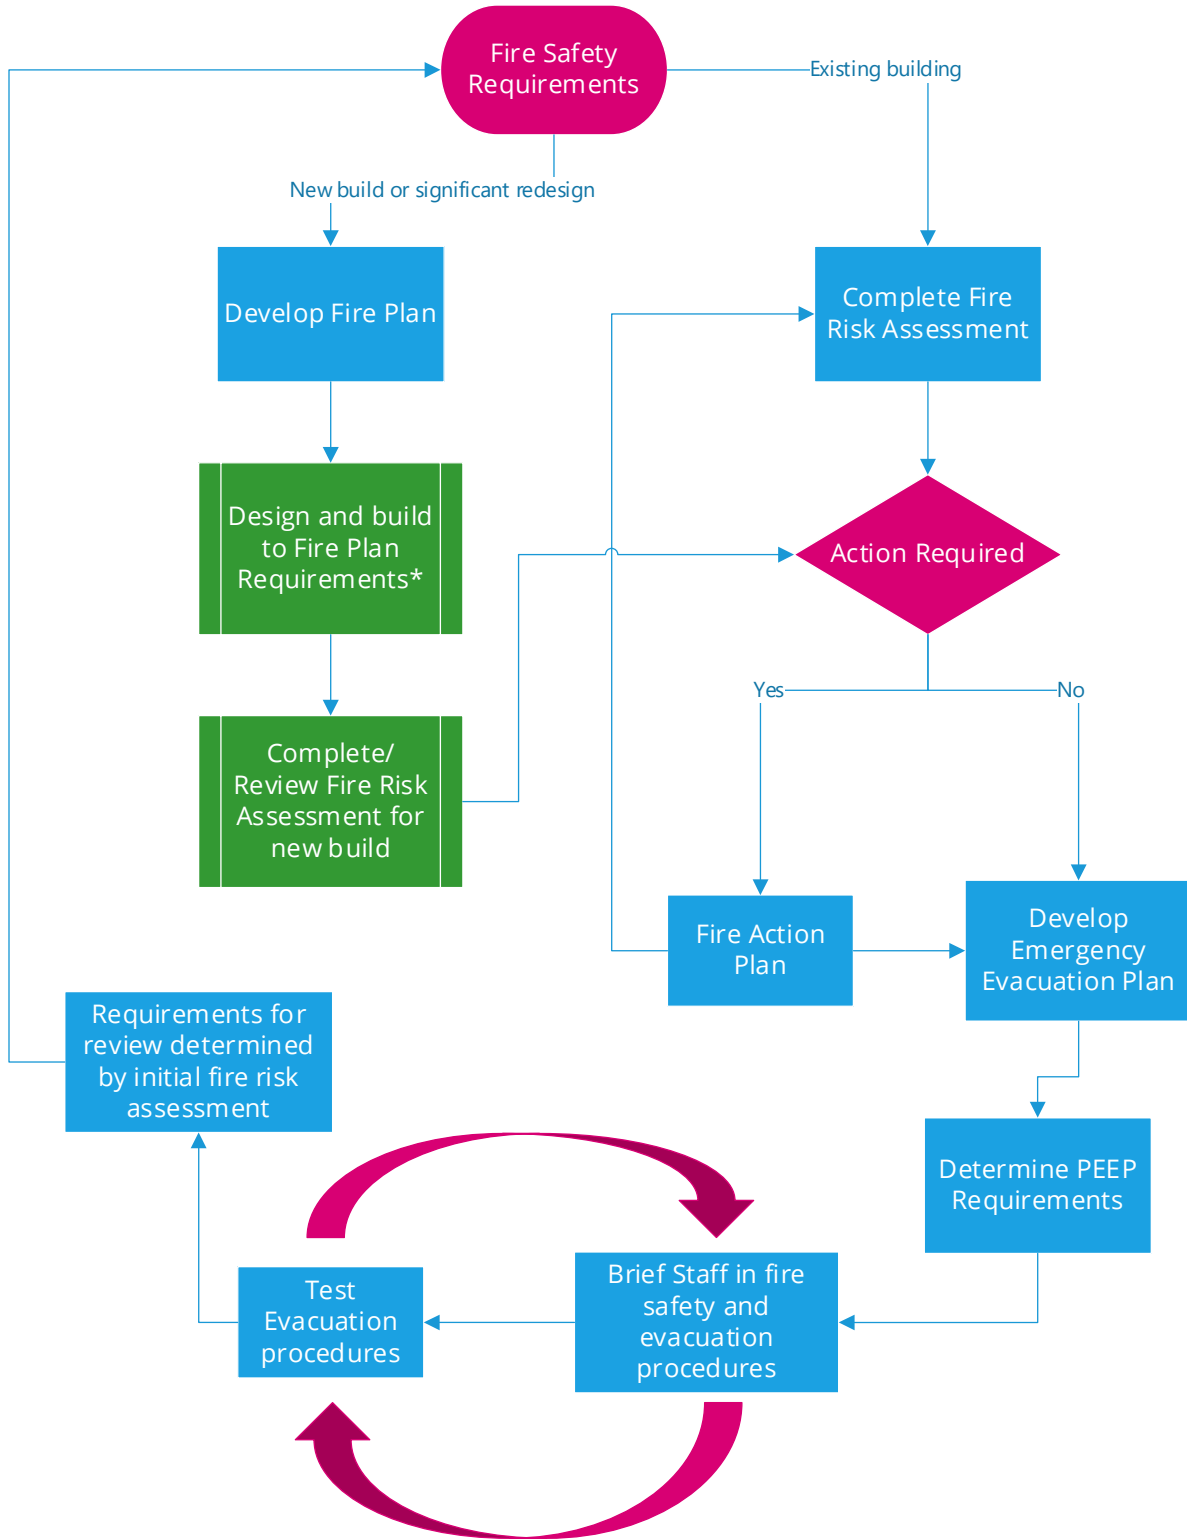 Fire Safety
Requirements
Existing building
New build or significant redesign
Develop Fire Plan
Complete Fire
Risk Assessment
Design and build
to Fire Plan
Requirements*
Action Required
Complete/
Review Fire Risk
Assessment for
new build
Yes
No
Fire Action
Plan
Develop
Emergency
Evacuation Plan
Requirements for
review determined
by initial fire risk
assessment
Determine PEEP
Requirements
Test
Evacuation
procedures
Brief Staff in fire
safety and
evacuation
procedures